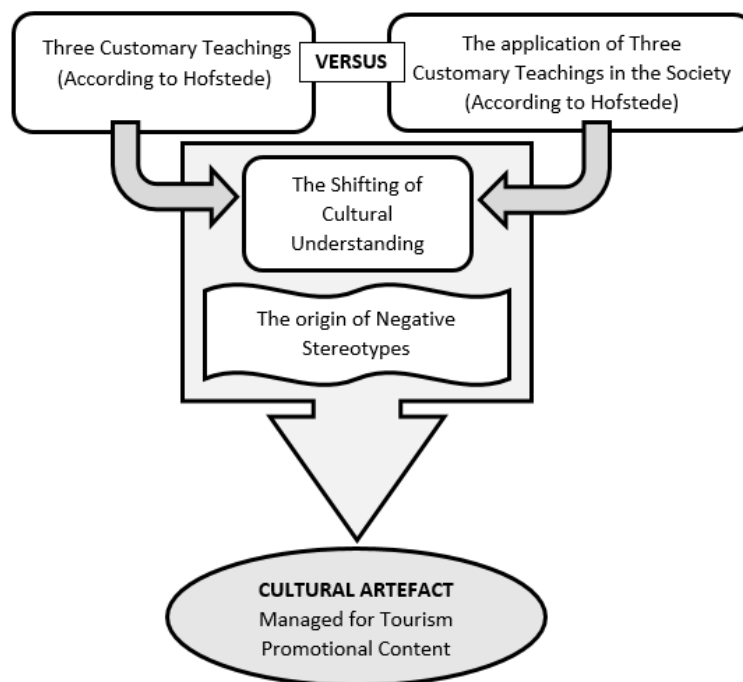 Three Customary Teachings
(According to Hofstede)
VERSUS
The application of Three
Customary Teachings in the Society
(According to Hofstede)
The Shifting of
Cultural
Understanding
The origin of Negative
Stereotypes
CULTURAL ARTEFACT
Managed for Tourism
Promotional Content